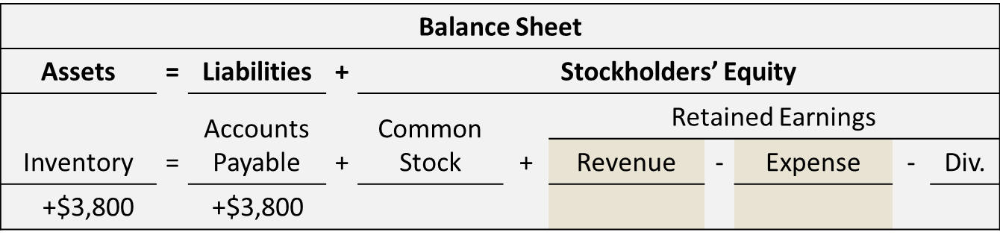 Balance Sheet
Assets = Liabilities + Stockholders’ Equity
Retained Earnings
Inventory = Accounts Payable + Common Stock + Revenue - Expense - Div.
+$3,800 +$3,800